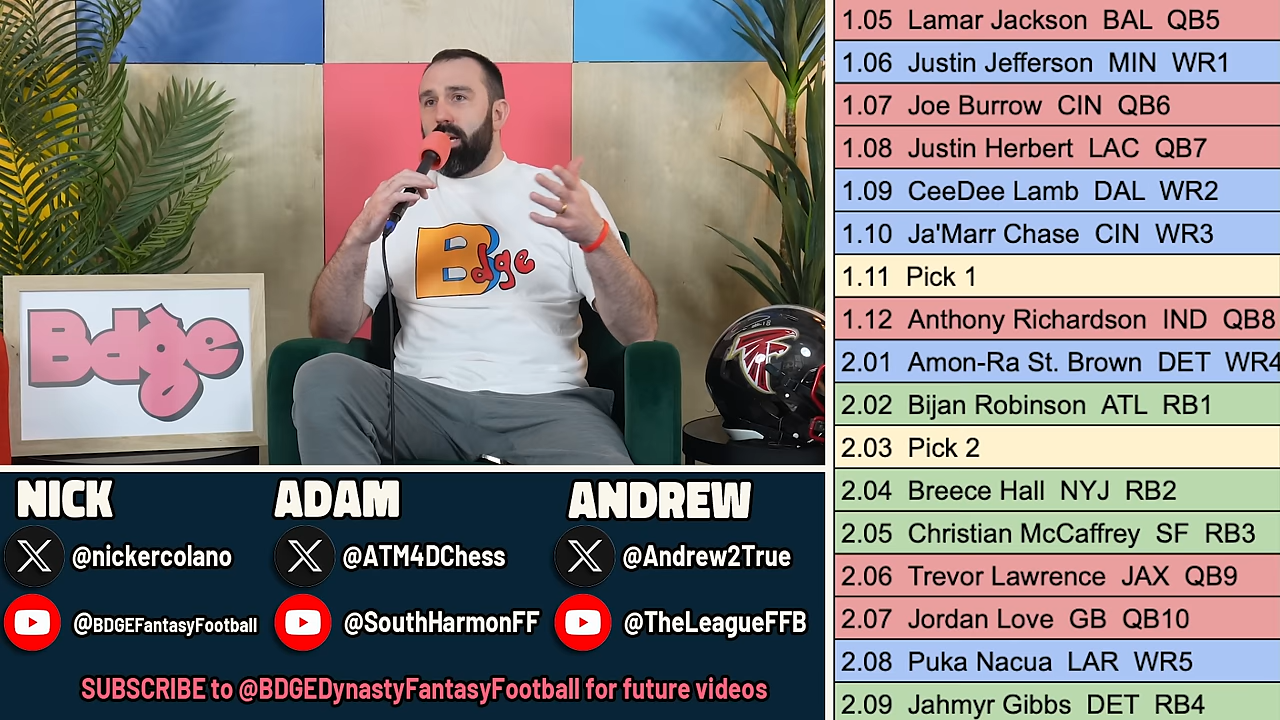 Bdge
Bdge
NICK
@nickercolano
@BDGEFantasyFootball
ADAM
@ATM4DChess
@SouthHarmonFF
ANDREW
@Andrew2True
@TheLeagueFFB
SUBSCRIBE to @BDGEDynastyFantasyFootball for future videos
1.05 Lamar Jackson BAL QB5
1.06 Justin Jefferson MIN WR1
1.07 Joe Burrow CIN QB6
1.08 Justin Herbert LAC QB7
1.09 CeeDee Lamb DAL WR2
1.10 Ja'Marr Chase CIN WR3
1.11 Pick 1
1.12 Anthony Richardson IND QB8
2.01 Amon-Ra St. Brown DET WR4
2.02 Bijan Robinson ATL RB1
2.03 Pick 2
2.04 Breece Hall NYJ RB2
2.05 Christian McCaffrey SF RB3
2.06 Trevor Lawrence JAX QB9
2.07 Jordan Love GB QB10
2.08 Puka Nacua LAR WR5
2.09 Jahmyr Gibbs DET RB4